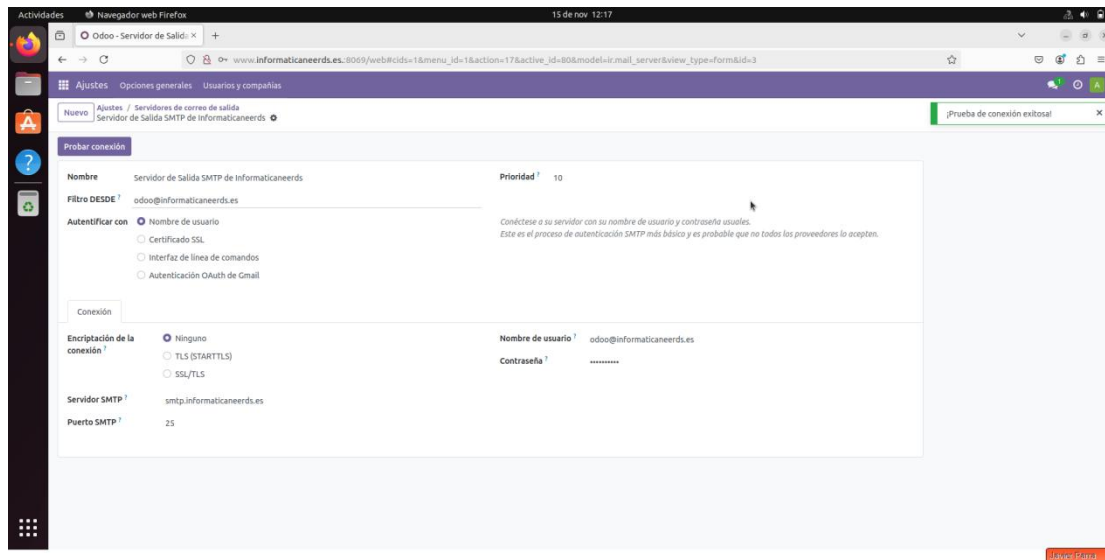 Actividades
Navegador web Firefox
15 de nov 12:17
Odoo - Servidor de Salida
www.informaticaneerds.es.:8069/web#cids=1&menu_id=1&action=17&active_id=80&model=ir.mail_server&view_type=form&id=3
Ajustes Opciones generales Usuarios y compañías
1
A
Nuevo
Ajustes / Servidores de correo de salida
Servidor de Salida SMTP de Informaticaneerds
¡Prueba de conexión exitosa!
Probar conexión
Nombre Servidor de Salida SMTP de Informaticaneerds
Prioridad ? 10
Filtro DESDE ? odoo@informaticaneerds.es
Autentificar con Nombre de usuario
Certificado SSL
Interfaz de línea de comandos
Autenticación OAuth de Gmail
Conéctese a su servidor con su nombre de usuario y contraseña usuales.
Este es el proceso de autenticación SMTP más básico y es probable que no todos los proveedores lo acepten.
Conexión
Encriptación de la
conexión ?
Ninguno
TLS (STARTTLS)
SSL/TLS
Nombre de usuario ? odoo@informaticaneerds.es
Contraseña ? ••••••••••
Servidor SMTP ? smtp.informaticaneerds.es
Puerto SMTP ? 25
Javier Parra